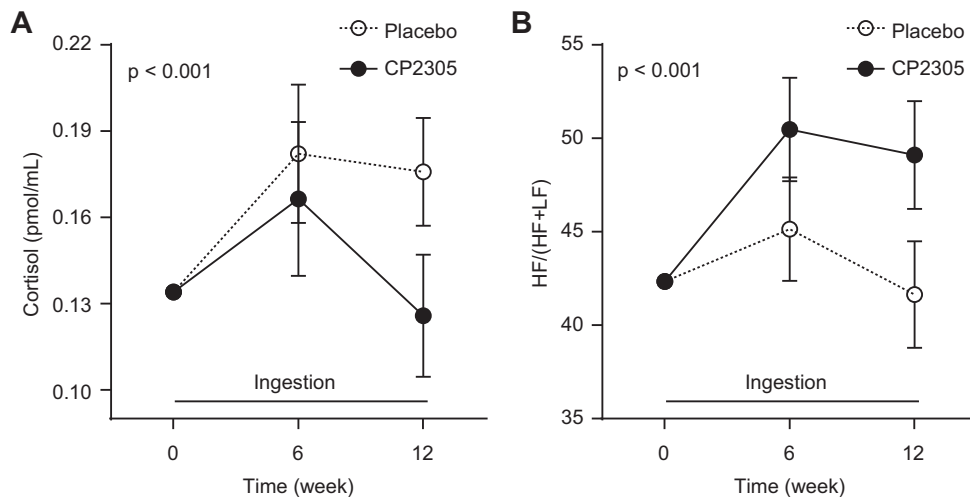 A
Placebo
CP2305
p < 0.001
Cortisol (pmol/mL)
0.22
0.19
0.16
0.13
0.10
Ingestion
0
6
12
Time (week)
B
Placebo
CP2305
p < 0.001
HF/(HF+LF)
55
50
45
40
35
Ingestion
0
6
12
Time (week)